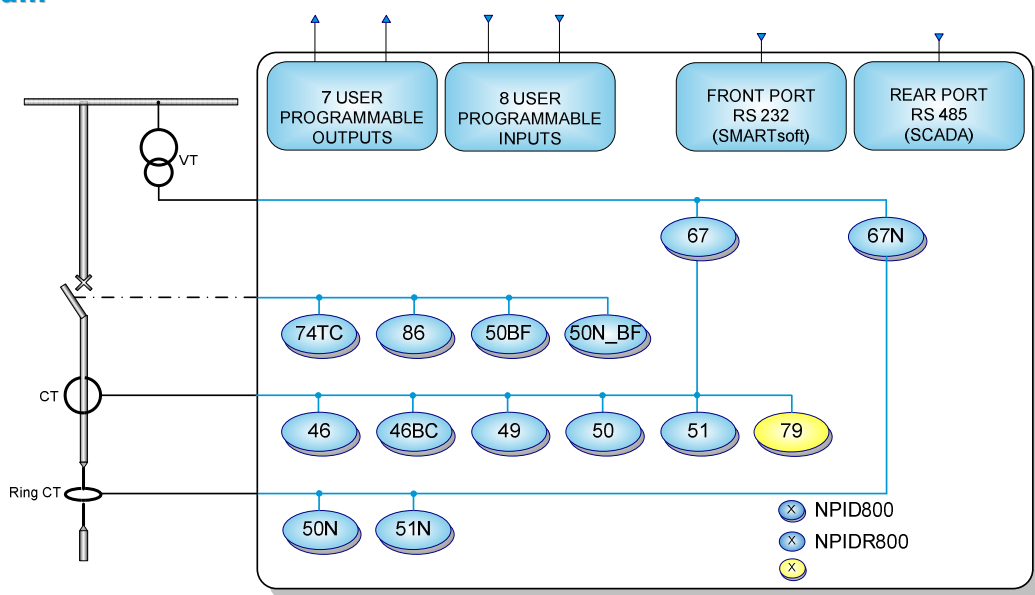 7 USER
PROGRAMMABLE
OUTPUTS
8 USER
PROGRAMMABLE
INPUTS
FRONT PORT
RS 232
(SMARTsoft)
REAR PORT
RS 485
(SCADA)
VT
67
67N
74TC
86
50BF
50N_BF
CT
46
46BC
49
50
51
79
Ring CT
50N
51N
X NPID800
X NPIDR800
X